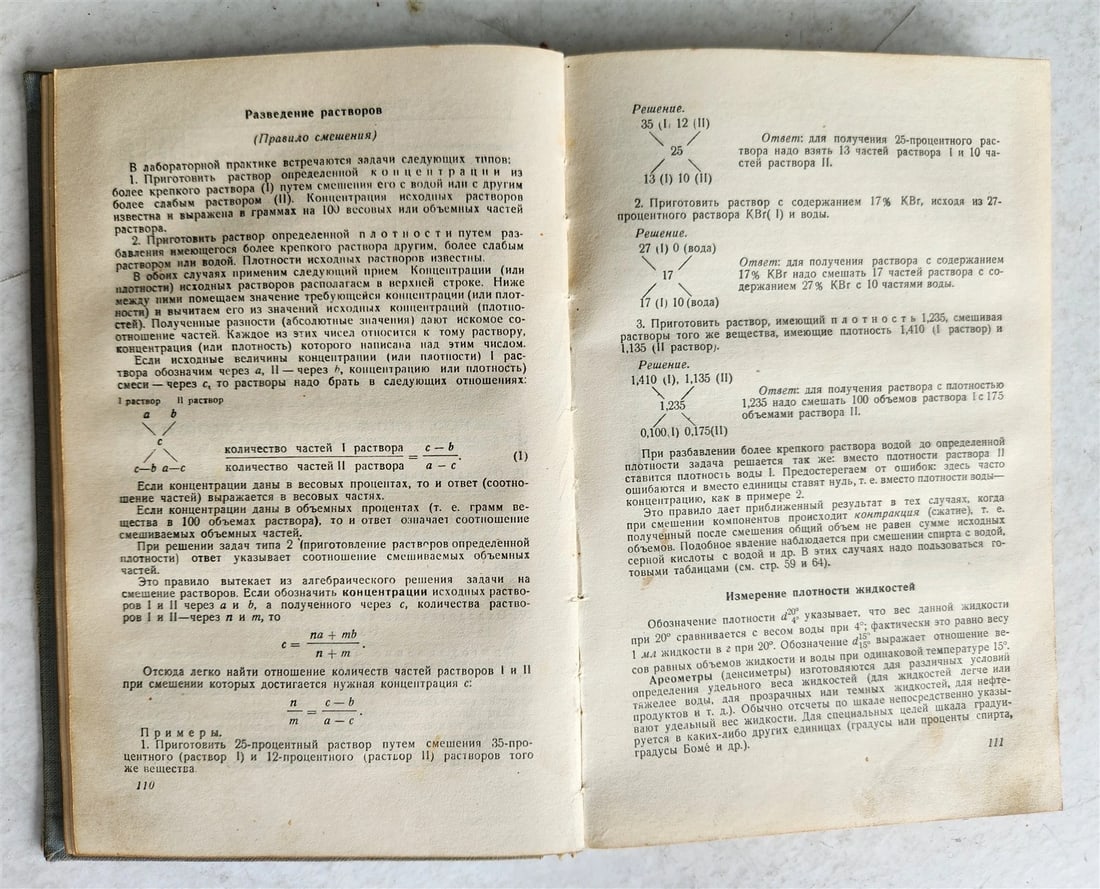 Разведение растворов
(Правило смешения)
В лабораторной практике встречаются задачи следующих типов:
1. Приготовить раствор определенной концентрации из
более крепкого раствора (I) путем смешения его с водой или с другим
более слабым раствором (II). Концентрация исходных растворов
известна и выражена в граммах на 100 весовых или объемных частей
раствора.
2. Приготовить раствор определенной плотности путем раз-
бавления имеющегося более крепкого раствора другим, более слабым
раствором или водой. Плотности исходных растворов известны.
В обоих случаях применим следующий прием Концентрации (или
плотности) исходных растворов располагаем в верхней строке. Ниже
между ними помещаем значение требующейся концентрации (или плот-
ности) и вычитаем его из значений исходных концентраций (плотно-
стей). Полученные разности (абсолютные значения) дают искомое со-
отношение частей. Каждое из этих чисел относится к тому раствору,
концентрация (или плотность) которого написана над этим числом.
Если исходные величины концентрации (или плотности) I рас-
твора обозначим через a, II — через b, концентрацию или плотность)
смеси — через c, то растворы надо брать в следующих отношениях:
I раствор II раствор
a b
c
c—b a—c
количество частей I раствора / количество частей II раствора = c — b / a — c. (1)
Если концентрации даны в весовых процентах, то и ответ (соотно-
шение частей) выражается в весовых частях.
Если концентрации даны в объемных процентах (т. е. грамм ве-
щества в 100 объемах раствора), то и ответ означает соотношение
смешиваемых объемных частей.
При решении задач типа 2 (приготовление растворов определенной
плотности) ответ указывает соотношение смешиваемых объемных
частей.
Это правило вытекает из алгебраического решения задачи на
смешение растворов. Если обозначить концентрации исходных раство-
ров I и II через a и b, а полученного через c, количества раство-
ров I и II—через n и m, то
c = na + mb / n + m.
Отсюда легко найти отношение количеств частей растворов I и II
при смешении которых достигается нужная концентрация c:
n / m = c — b / a — c.
Примеры.
1. Приготовить 25-процентный раствор путем смешения 35-про-
центного (раствор I) и 12-процентного (раствор II) растворов того
же вещества.
110
Решение.
35 (I) 12 (II)
25
13 (I) 10 (II)
Ответ: для получения 25-процентного рас-
твора надо взять 13 частей раствора I и 10 ча-
стей раствора II.
2. Приготовить раствор с содержанием 17% KBr, исходя из 27-
процентного раствора KBr( I) и воды.
Решение:
27 (I) 0 (вода)
17
17 (I) 10 (вода)
Ответ: для получения раствора с содержанием
17% KBr надо смешать 17 частей раствора с со-
держанием 27% KBr с 10 частями воды.
3. Приготовить раствор, имеющий плотность 1,235, смешивая
растворы того же вещества, имеющие плотность 1,410 (I раствор) и
1,135 (II раствор).
Решение:
1,410 (I), 1,135 (II)
1,235
0,100,I) 0,175(II)
Ответ: для получения раствора с плотностью
1,235 надо смешать 100 объемов раствора I с 175
объемами раствора II.
При разбавлении более крепкого раствора водой до определенной
плотности задача решается так же: вместо плотности раствора II
ставится плотность воды I. Предостерегаем от ошибок: здесь часто
ошибаются и вместо единицы ставят нуль, т. е. вместо плотности воды—
концентрацию, как в примере 2.
Это правило дает приближенный результат в тех случаях, когда
при смешении компонентов происходит контракция (сжатие), т. е.
полученный после смешения общий объем не равен сумме исходных
объемов. Подобное явление наблюдается при смешении спирта с водой,
серной кислоты с водой и др. В этих случаях надо пользоваться го-
товыми таблицами (см. стр. 59 и 64).
Измерение плотности жидкостей
Обозначение плотности d20°4° указывает, что вес данной жидкости
при 20° сравнивается с весом воды при 4°; фактически это равно весу
1 мл жидкости в г при 20°. Обозначение d15°15° выражает отношение ве-
сов равных объемов жидкости и воды при одинаковой температуре 15°.
Ареометры (денсиметры) изготовляются для различных условий
определения удельного веса жидкостей (для жидкостей легче или
тяжелее воды, для прозрачных или темных жидкостей, для нефте-
продуктов и т. д.). Обычно отсчеты по шкале непосредственно указы-
вают удельный вес жидкости. Для специальных целей шкала градуи-
руется в каких-либо других единицах (градусы или проценты спирта,
градусы Бомé и др.).
111